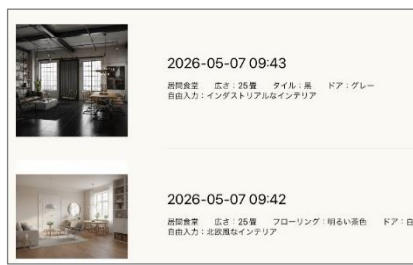 2026-05-07 09:43
居間食堂　広さ：25畳　タイル：黒　ドア：グレー
自由入力：インダストリアルなインテリア
2026-05-07 09:42
居間食堂　広さ：25畳　フローリング：明るい茶色　ドア：白
自由入力：北欧風なインテリア